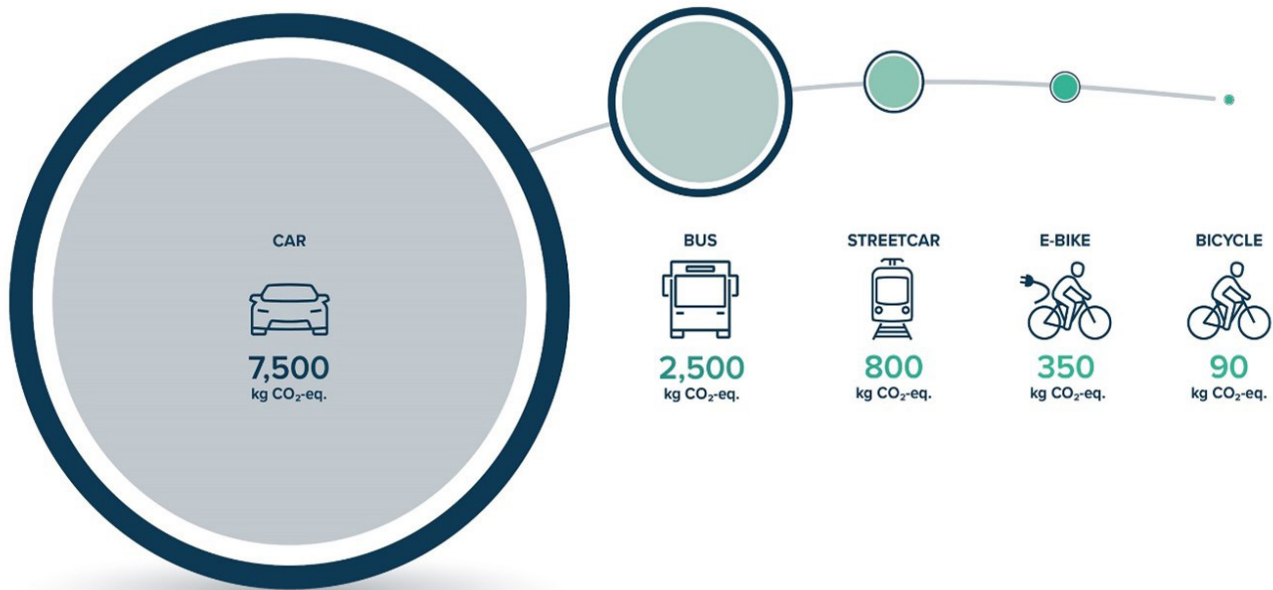 CAR
7,500
kg CO₂-eq.
BUS
2,500
kg CO₂-eq.
STREETCAR
800
kg CO₂-eq.
E-BIKE
350
kg CO₂-eq.
BICYCLE
90
kg CO₂-eq.